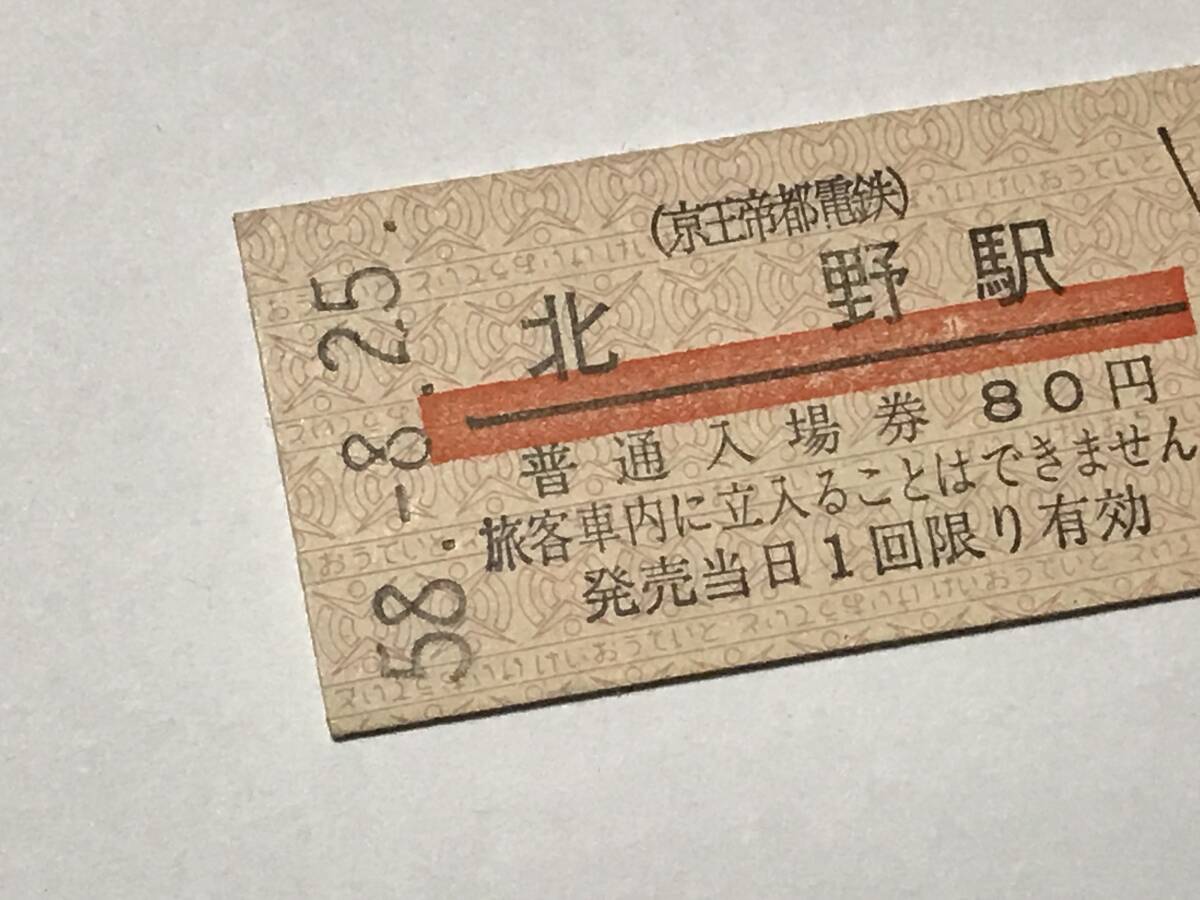 58.-8.25.
(京王帝都電鉄)
北野駅
普通入場券 80円
旅客車内に立入ることはできません
発売当日1回限り有効